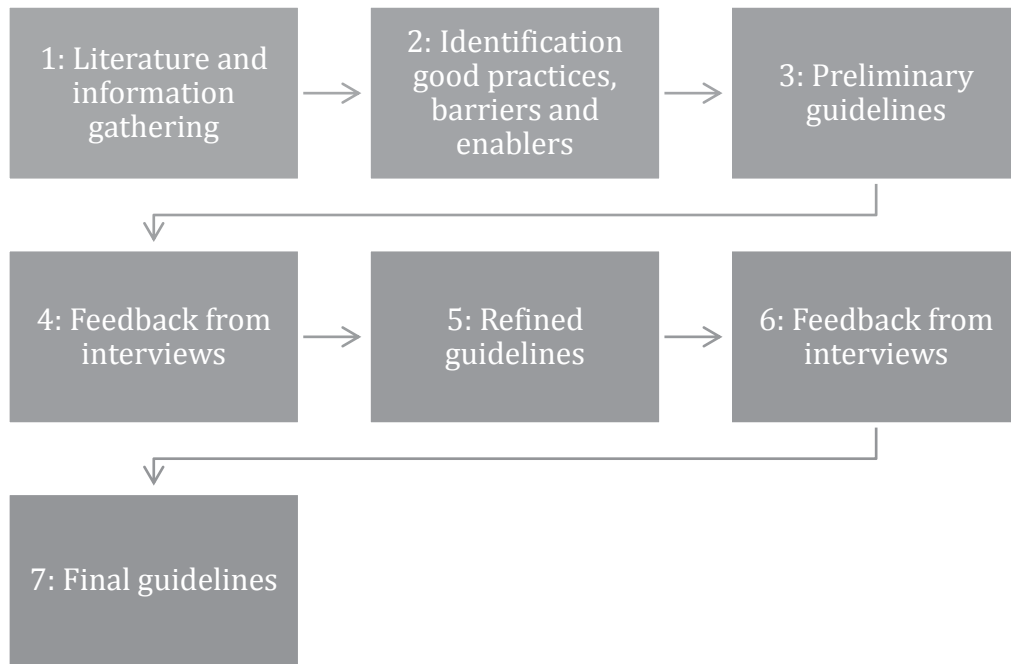 1: Literature and
information
gathering
2: Identification
good practices,
barriers and
enablers
3: Preliminary
guidelines
4: Feedback from
interviews
5: Refined
guidelines
6: Feedback from
interviews
7: Final guidelines